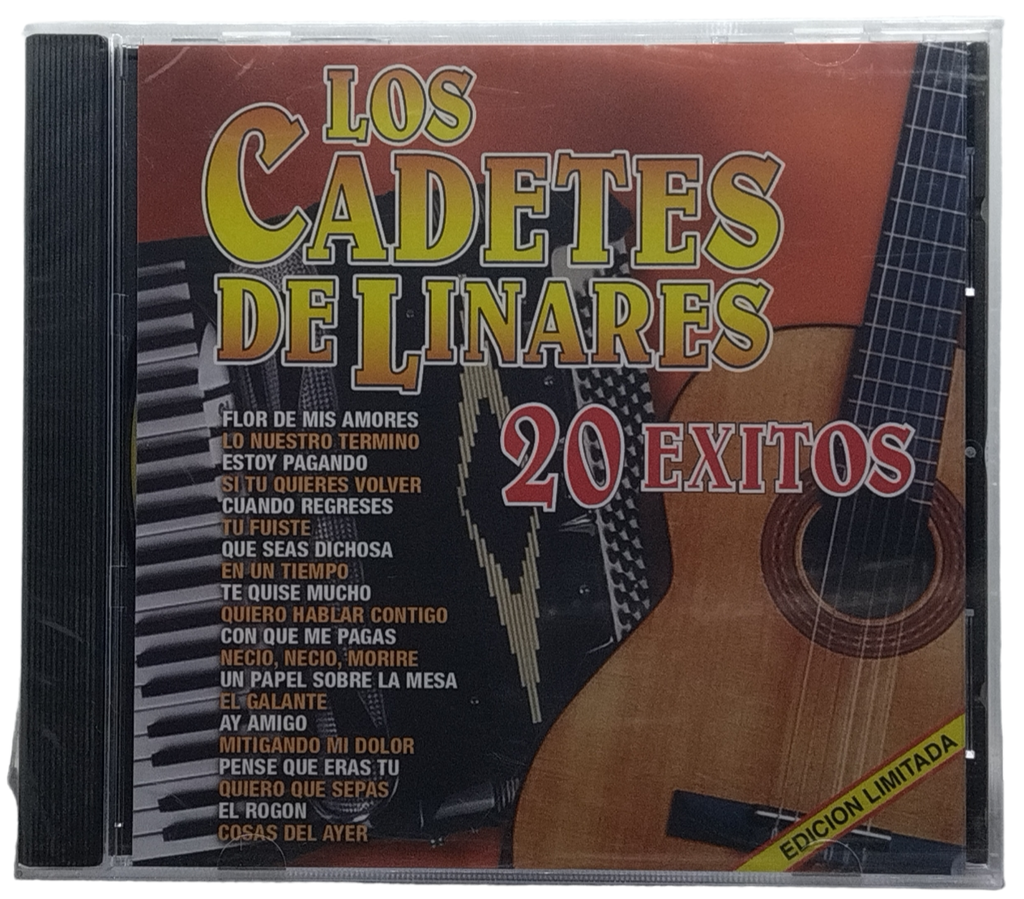 LOS
CADETES
DE LINARES
20 EXITOS
FLOR DE MIS AMORES
LO NUESTRO TERMINO
ESTOY PAGANDO
SI TU QUIERES VOLVER
CUANDO REGRESES
TU FUISTE
QUE SEAS DICHOSA
EN UN TIEMPO
TE QUISE MUCHO
QUIERO HABLAR CONTIGO
CON QUE ME PAGAS
NECIO, NECIO, MORIRE
UN PAPEL SOBRE LA MESA
EL GALANTE
AY AMIGO
MITIGANDO MI DOLOR
PENSE QUE ERAS TU
QUIERO QUE SEPAS
EL ROGON
COSAS DEL AYER
EDICION LIMITADA